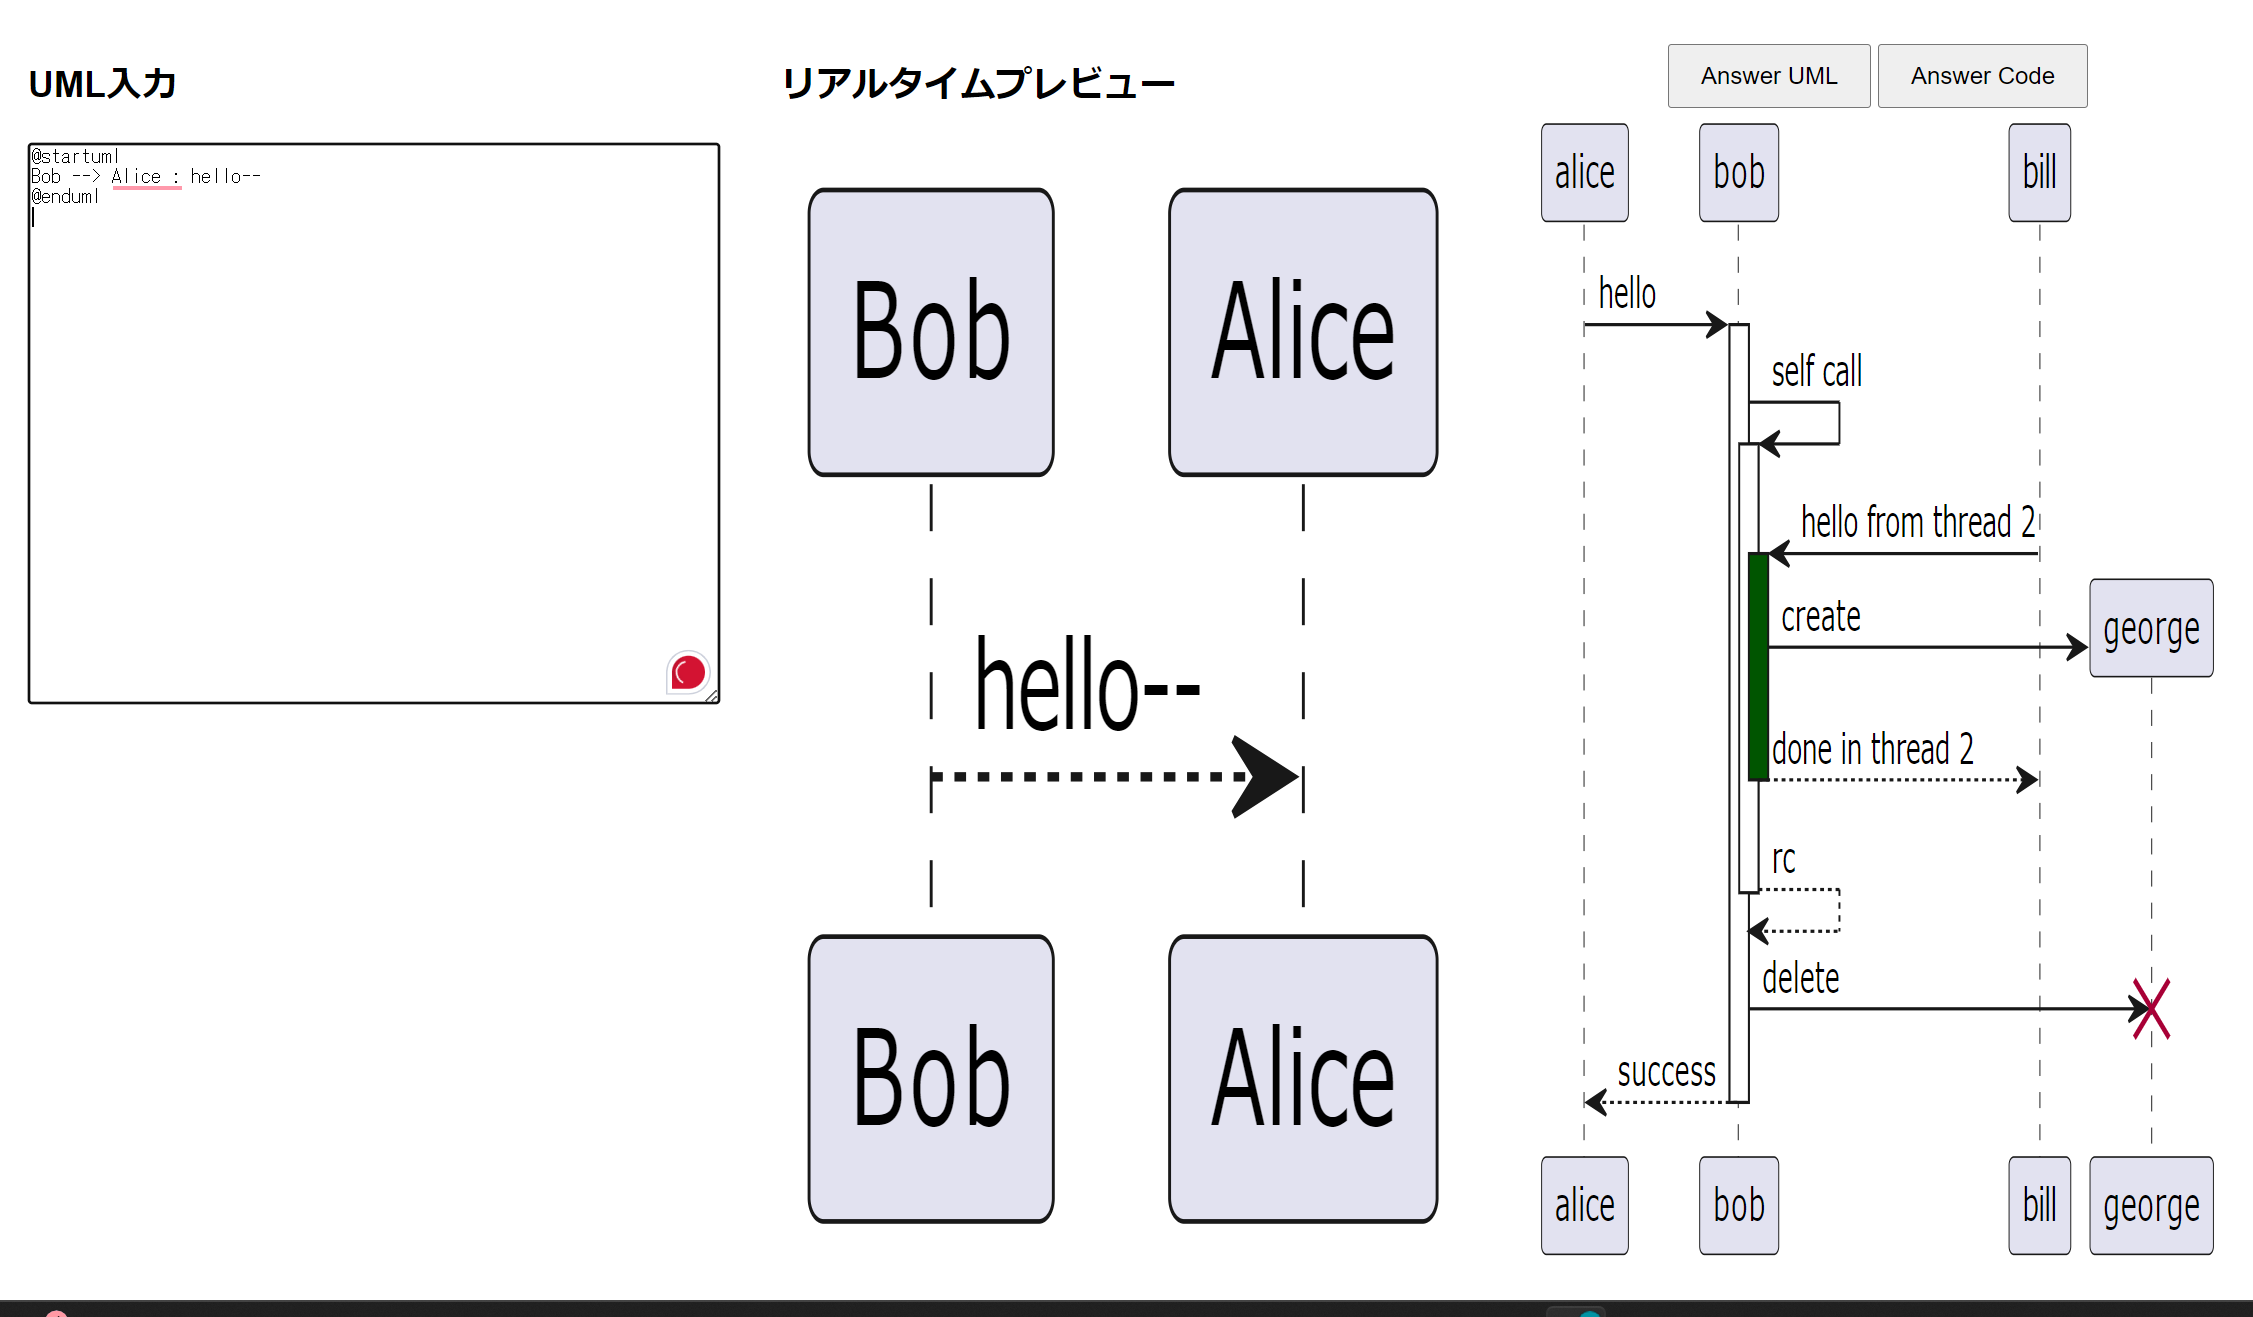 UML入力
@startuml
Bob --> Alice : hello--
@enduml
リアルタイムプレビュー
Bob Alice
hello--
Bob Alice
Answer UML Answer Code
alice bob bill
hello
self call
hello from thread 2
create
george
done in thread 2
rc
delete
success
alice bob bill george